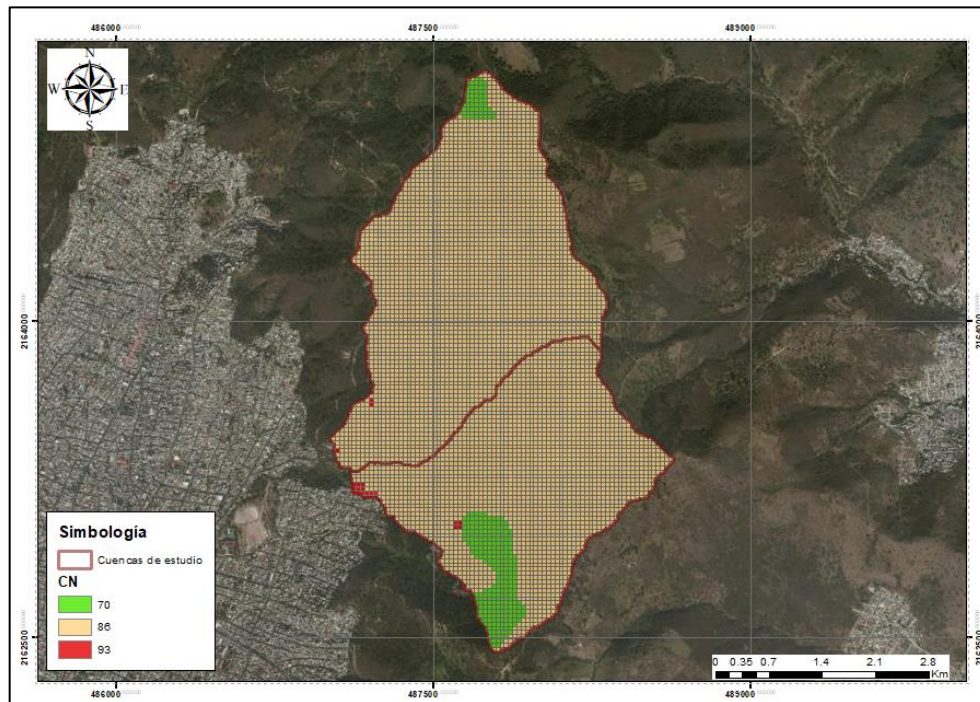 486000 487500 489000
N
W E
S
2164000 2164000
Simbología
Cuencas de estudio
CN
70
86
93
2162500 2162500
0 0.35 0.7 1.4 2.1 2.8
Km
486000 487500 489000